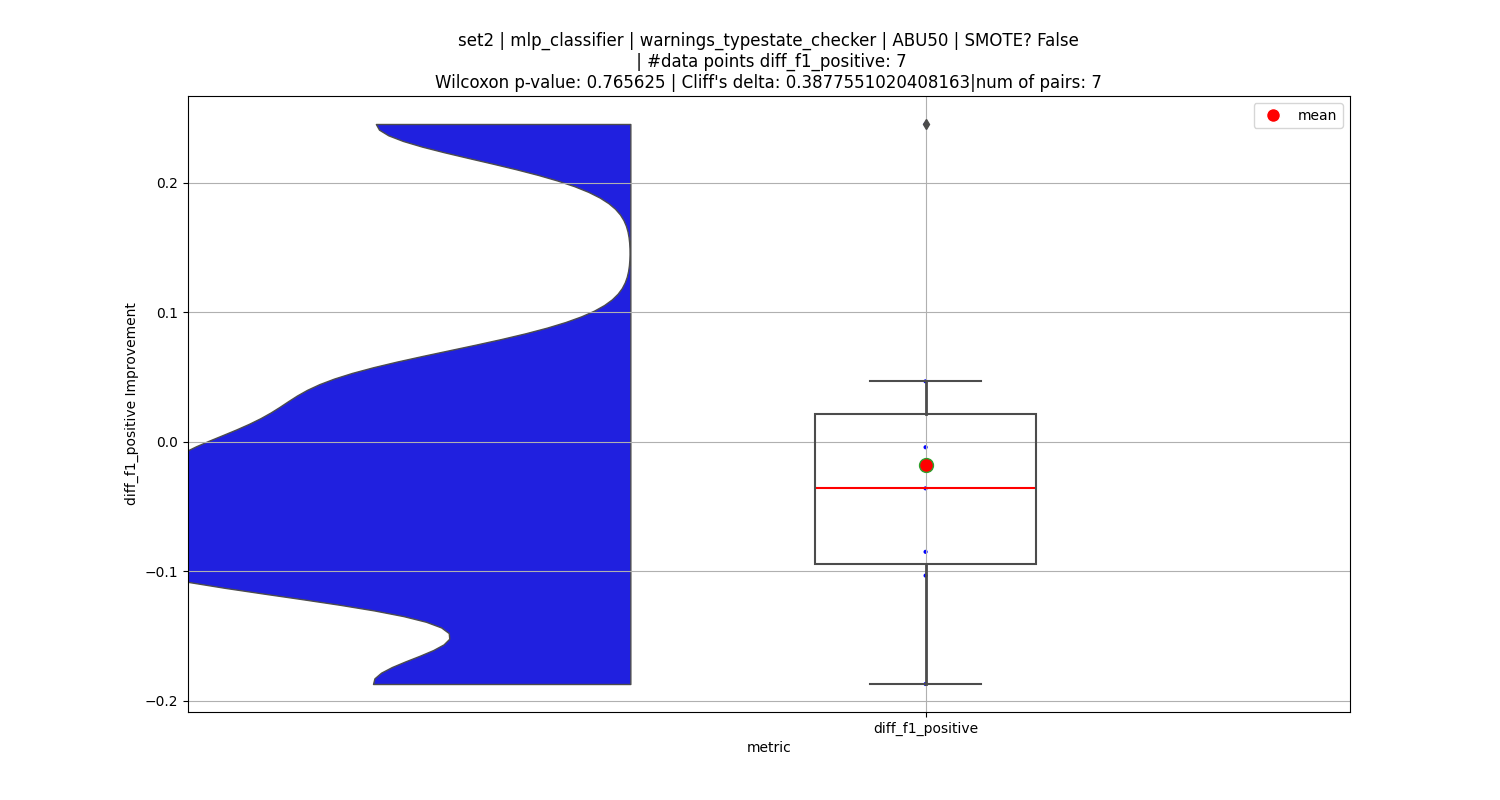 set2 | mlp_classifier | warnings_typestate_checker | ABU50 | SMOTE? False
| #data points diff_f1_positive: 7
Wilcoxon p-value: 0.765625 | Cliff's delta: 0.3877551020408163|num of pairs: 7
mean
0.2
0.1
0.0
−0.1
−0.2
diff_f1_positive Improvement
diff_f1_positive
metric